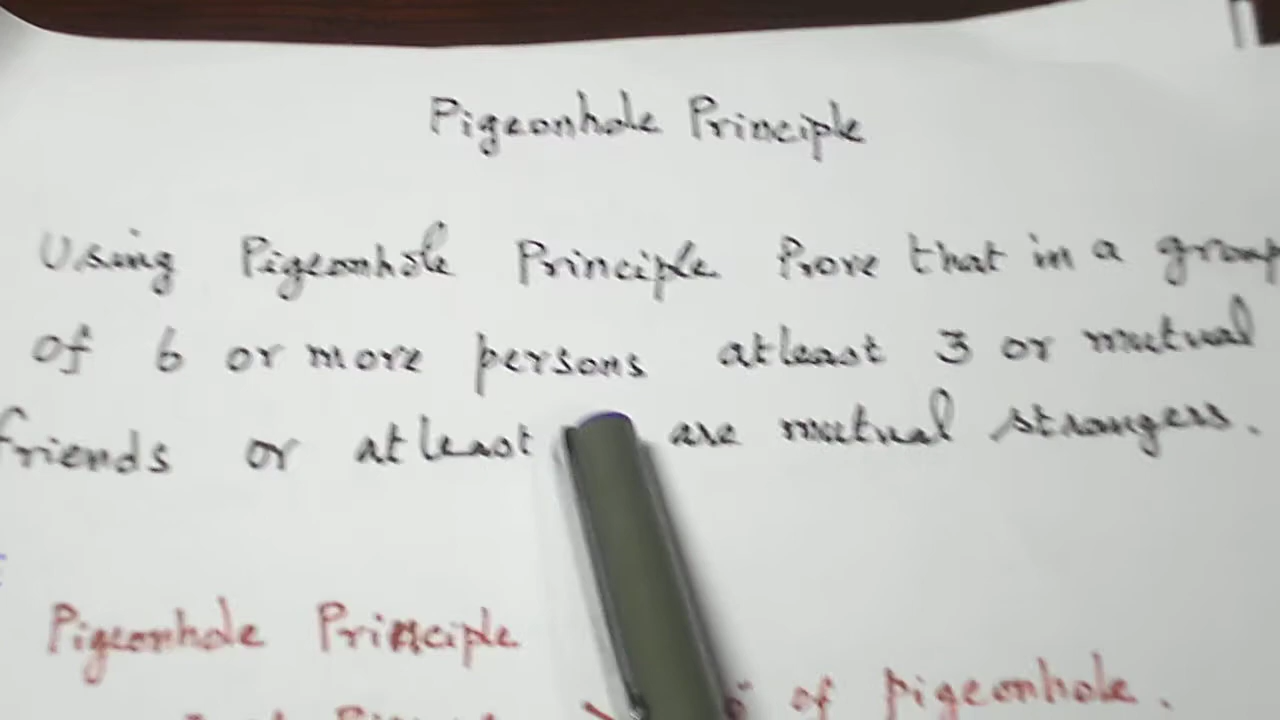 Pigeonhole Principle
Using Pigeonhole Principle Prove that in a group
of 6 or more persons atleast 3 or mutual
friends or atleast are mutual strangers.
Pigeonhole Principle
of pigeonhole.